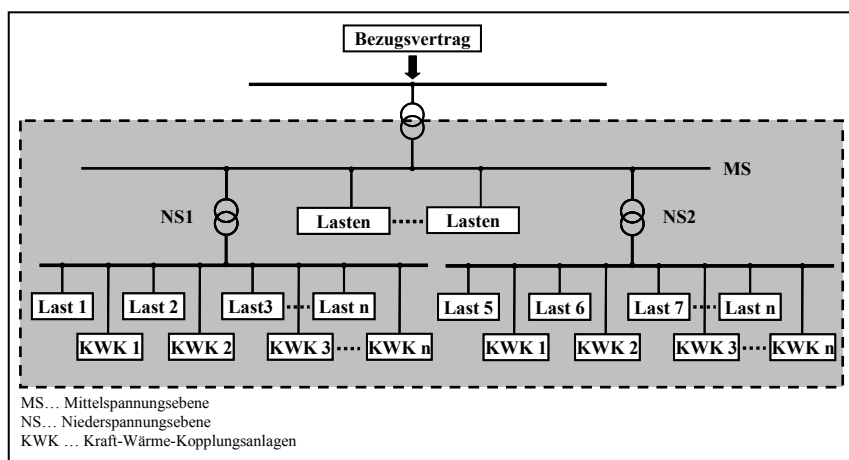 Bezugsvertrag
MS
NS1
NS2
Lasten
Lasten
Last 1
Last 2
Last3
Last n
Last 5
Last 6
Last 7
Last n
KWK 1
KWK 2
KWK 3
KWK n
KWK 1
KWK 2
KWK 3
KWK n
MS… Mittelspannungsebene
NS… Niederspannungsebene
KWK … Kraft-Wärme-Kopplungsanlagen